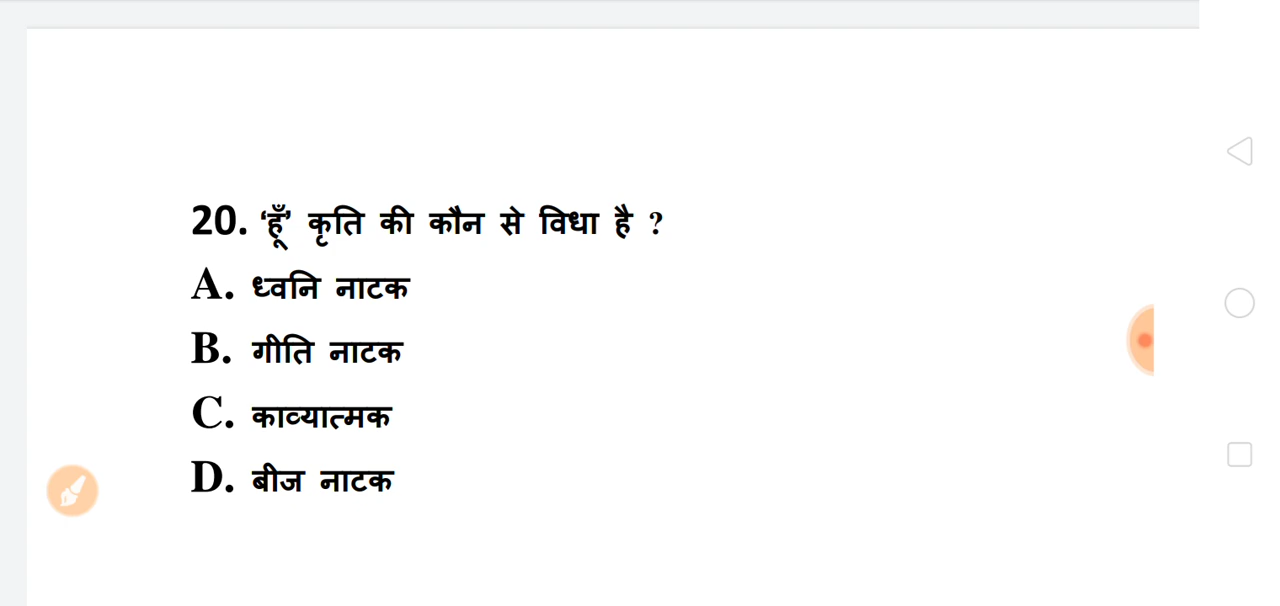 20. ‘हूँ’ कृति की कौन से विधा है ?
A. ध्वनि नाटक
B. गीति नाटक
C. काव्यात्मक
D. बीज नाटक